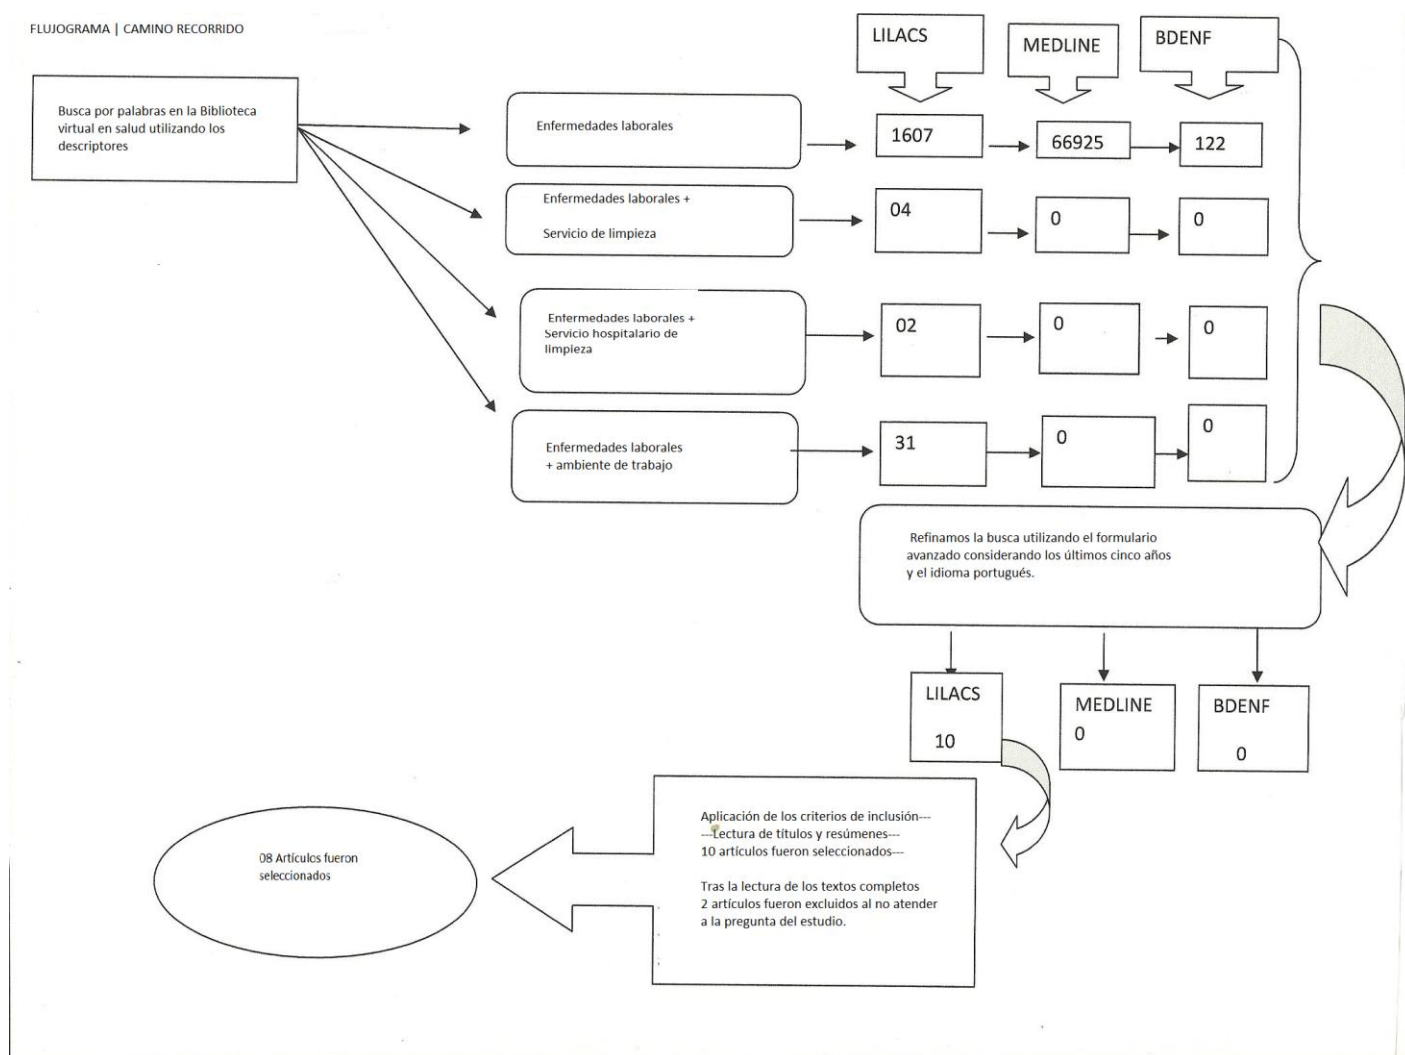 FLUJOGRAMA | CAMINO RECORRIDO
LILACS
MEDLINE
BDENF
Busca por palabras en la Biblioteca
virtual en salud utilizando los
descriptores
Enfermedades laborales
1607
66925
122
Enfermedades laborales +
Servicio de limpieza
04
0
0
Enfermedades laborales +
Servicio hospitalario de
limpieza
02
0
0
Enfermedades laborales
+ ambiente de trabajo
31
0
0
Refinamos la busca utilizando el formulario
avanzado considerando los últimos cinco años
y el idioma portugués.
LILACS
10
MEDLINE
0
BDENF
0
Aplicación de los criterios de inclusión---
---Lectura de títulos y resúmenes---
10 artículos fueron seleccionados---
Tras la lectura de los textos completos
2 artículos fueron excluidos al no atender
a la pregunta del estudio.
08 Artículos fueron
seleccionados